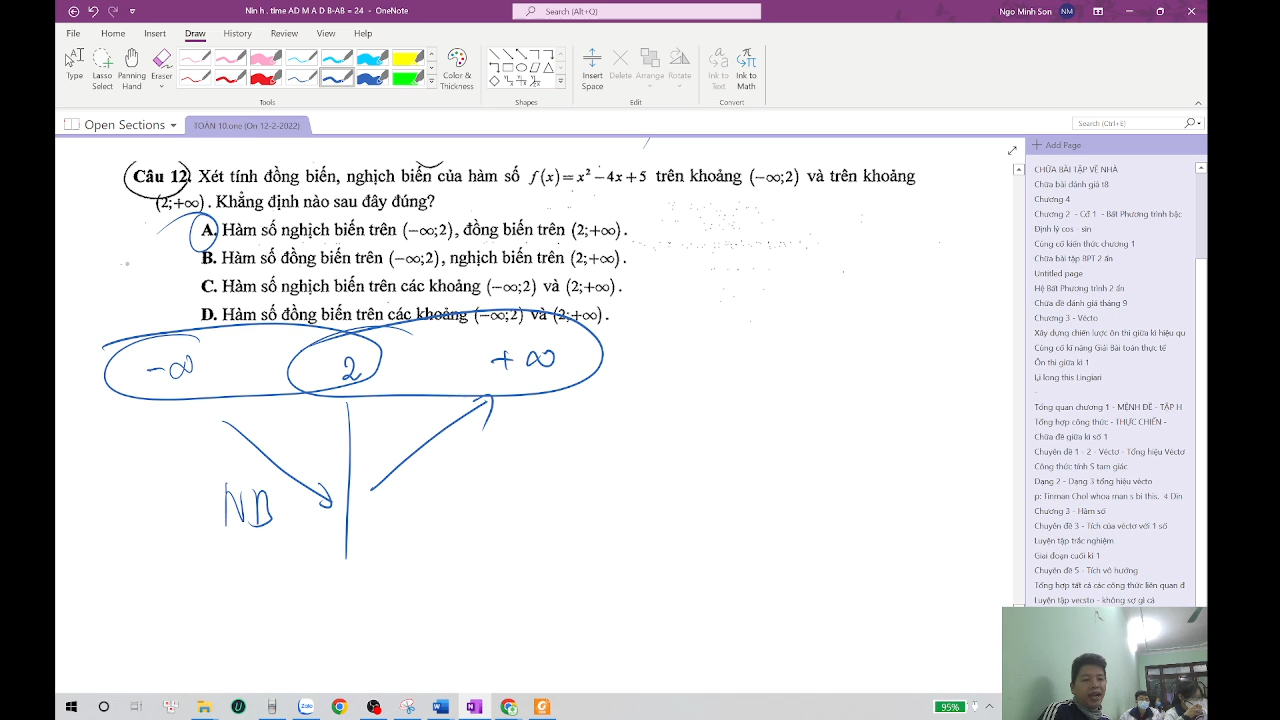 Nin h . time AD M A D B-AB = 24 - OneNote
Search (Alt+Q)
Ngo Minh Son
NM
File Home Insert Draw History Review View Help
Type
Lasso Select
Panning Hand
Eraser
Color & Thickness
Insert Space
Delete
Arrange
Rotate
Ink to Text
Ink to Math
Tools
Shapes
Edit
Convert
Open Sections
TOÁN 10.one (On 12-2-2022)
Search (Ctrl+E)
Câu 12. Xét tính đồng biến, nghịch biến của hàm số f(x)=x²−4x+5 trên khoảng (−∞;2) và trên khoảng
(2;+∞). Khẳng định nào sau đây đúng?
A. Hàm số nghịch biến trên (−∞;2), đồng biến trên (2;+∞).
B. Hàm số đồng biến trên (−∞;2), nghịch biến trên (2;+∞).
C. Hàm số nghịch biến trên các khoảng (−∞;2) và (2;+∞).
D. Hàm số đồng biến trên các khoảng (−∞;2) và (2;+∞).
−∞ 2 +∞
NB
Add Page
CHỮA BÀI TẬP VỀ NHÀ
Chữa bài đánh giá t8
Chương 4
Chương 2 - Cđ 1 - Bất Phương trình bậc
Định lý cos - sin
Củng cố kiến thức chương 1
Chữa bài tập BPT 2 ẩn
Untitled page
Hệ Bất Phương trình 2 ẩn
Chữa đề đánh giá tháng 9
Chương 3 - Véctơ
Xây dựng chiến lược ôn thi giữa kì hiệu qu
Củng cố kĩ năng Giải Bài toán thực tế
Ôn thi giữa kì 1
Tổng quan chương 1 - MỆNH ĐỀ - TẬP H
Tổng hợp công thức - THỰC CHIẾN -
Chữa đề giữa kì số 1
Chuyên đề 1 - 2 - Véctơ - Tổng hiệu Véctơ
Công thức tính S tam giác
Dạng 2 - Dạng 3 tổng hiệu véctơ
p: Tinman Chol whoa man s bi this. 4 Din
Chương 3 - Hàm số
Chuyên đề 3 - Tích của véctơ với 1 số
Luyện tập trắc nghiệm
Giai đoạn cuối kì 1
Chuyên đề 5 - Tích vô hướng
Tổng hợp tất cả các công thức liên quan đ
Luyện tập vecsto - không sợ gì cả
Zalo
95%